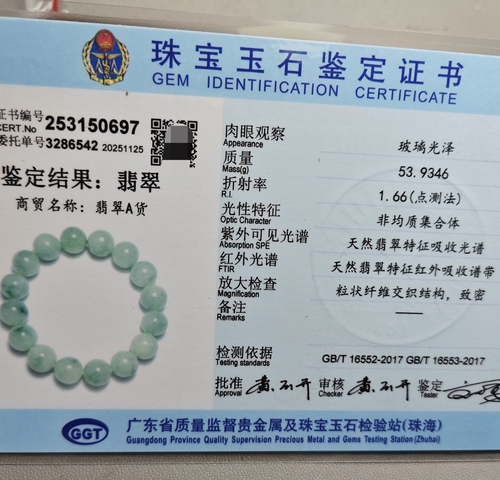 珠宝玉石鉴定证书
GEM IDENTIFICATION CERTIFICATE
证书编号
CERT.No 253150697
委托单号 3286542 20251125
鉴定结果: 翡翠
商贸名称: 翡翠A货
肉眼观察 玻璃光泽
Appearance
质量 53.9346
Mass(g)
折射率 1.66(点测法)
R.I.
光性特征 非均质集合体
Optic Character
紫外可见光谱 天然翡翠特征吸收光谱
Absorption SPE
红外光谱 天然翡翠特征红外吸收谱带
FTIR
放大检查 粒状纤维交织结构, 致密
Magnification
备注 ———
Remarks
检测依据 GB/T 16552-2017 GB/T 16553-2017
Testing standards
批准 审核 鉴定
Approval Checker Tester
GGT
广东省质量监督贵金属及珠宝玉石检验站(珠海)
Guangdong Province Quality Supervision Precious Metal and Gems Testing Station (Zhuhai)